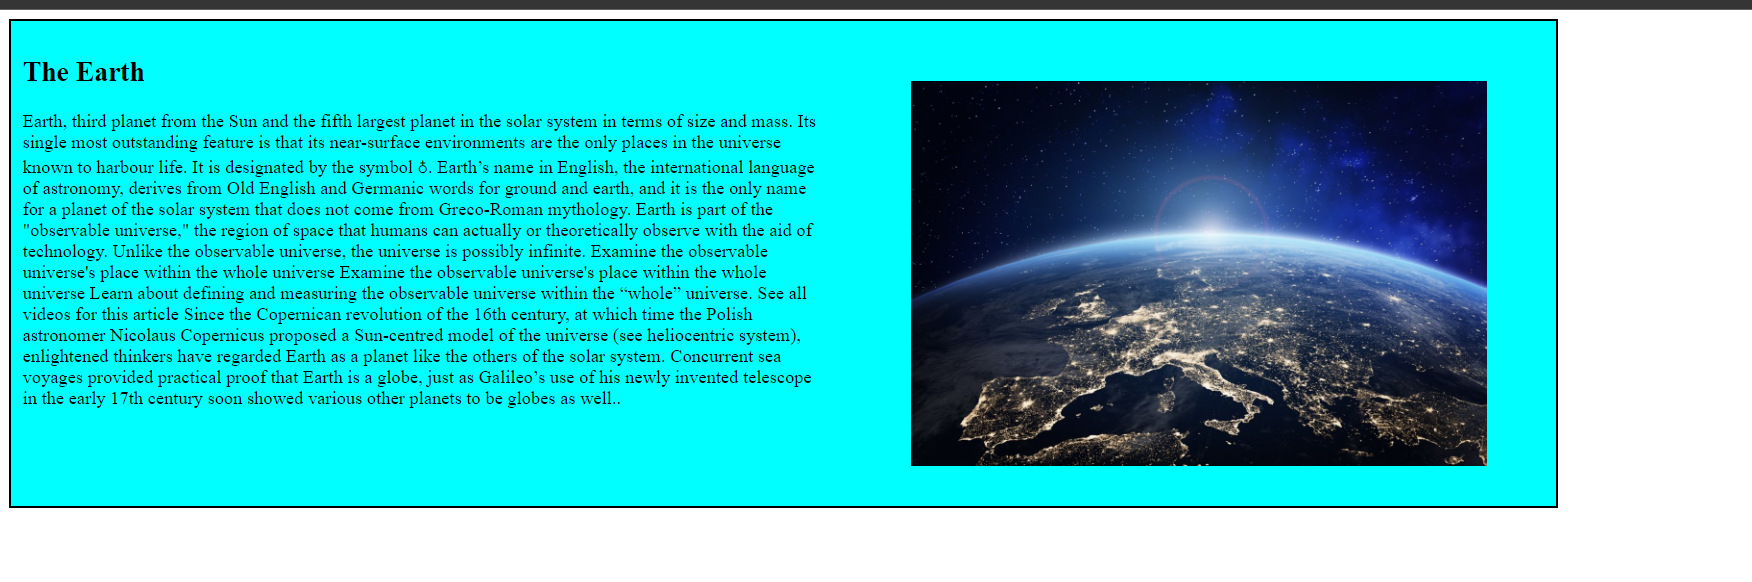 The Earth
Earth, third planet from the Sun and the fifth largest planet in the solar system in terms of size and mass. Its
single most outstanding feature is that its near-surface environments are the only places in the universe
known to harbour life. It is designated by the symbol ♁. Earth’s name in English, the international language
of astronomy, derives from Old English and Germanic words for ground and earth, and it is the only name
for a planet of the solar system that does not come from Greco-Roman mythology. Earth is part of the
"observable universe," the region of space that humans can actually or theoretically observe with the aid of
technology. Unlike the observable universe, the universe is possibly infinite. Examine the observable
universe's place within the whole universe Examine the observable universe's place within the whole
universe Learn about defining and measuring the observable universe within the “whole” universe. See all
videos for this article Since the Copernican revolution of the 16th century, at which time the Polish
astronomer Nicolaus Copernicus proposed a Sun-centred model of the universe (see heliocentric system),
enlightened thinkers have regarded Earth as a planet like the others of the solar system. Concurrent sea
voyages provided practical proof that Earth is a globe, just as Galileo’s use of his newly invented telescope
in the early 17th century soon showed various other planets to be globes as well..